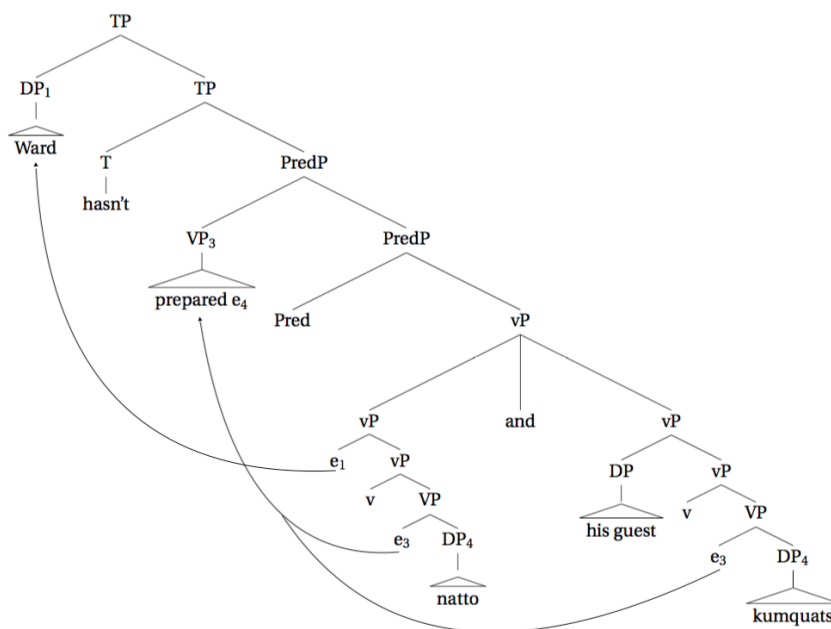 TP
DP1 TP
Ward T PredP
hasn't
VP3 PredP
prepared e4 Pred vP
vP and vP
e1 vP DP vP
v VP his guest v VP
e3 DP4 e3 DP4
natto kumquats